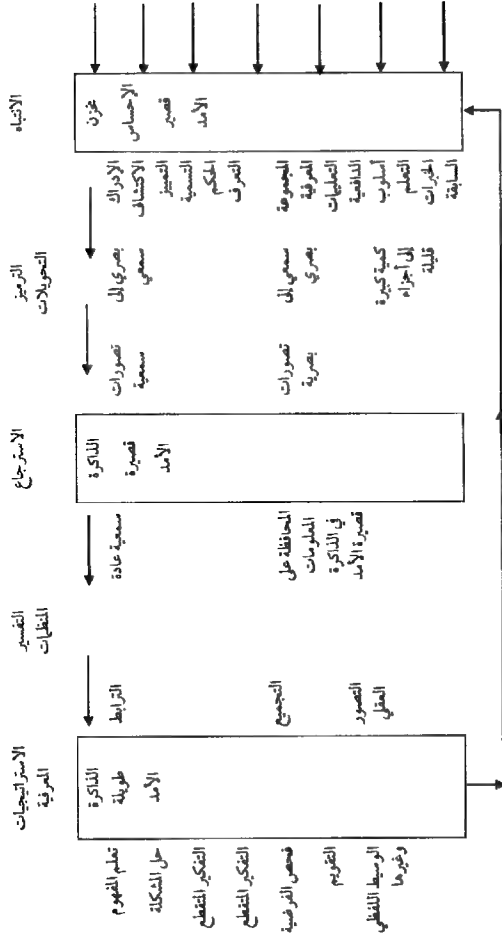 الانتباه
مخزن
الإحساس
قصير
الأمد
الإدراك
الاكتشاف
التمييز
التسمية
الحكم
التعرف
المجموعة
المعرفية
التعليمات
الدافعية
أسلوب
التعلم
الخبرات
السابقة
الترميز
التحويلات
بصري إلى
سمعي
سمعي إلى
بصري
كمية كبيرة
إلى أجزاء
قليلة
تصورات
سمعية
تصورات
بصرية
الاسترجاع
الذاكرة
قصيرة
الأمد
سمعية عادة
المحافظة على
المعلومات
في الذاكرة
قصيرة الأمد
التفسير
المنظمات
الترابط
التجميع
التصور
العقلي
الاستراتيجيات
المعرفية
الذاكرة
طويلة
الأمد
تعلم المفهوم
حل المشكلة
التفكير المتقطع
التفكير المتقطع
فحص الفرضية
التقويم
الوسيط اللفظي
وغيرها